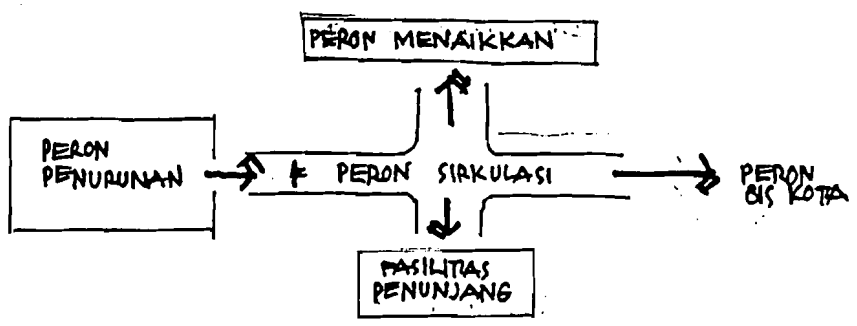 PERON MENAIKKAN
PERON
PENURUNAN
PERON SIRKULASI
PERON
BIS KOTA
FASILITAS
PENUNJANG